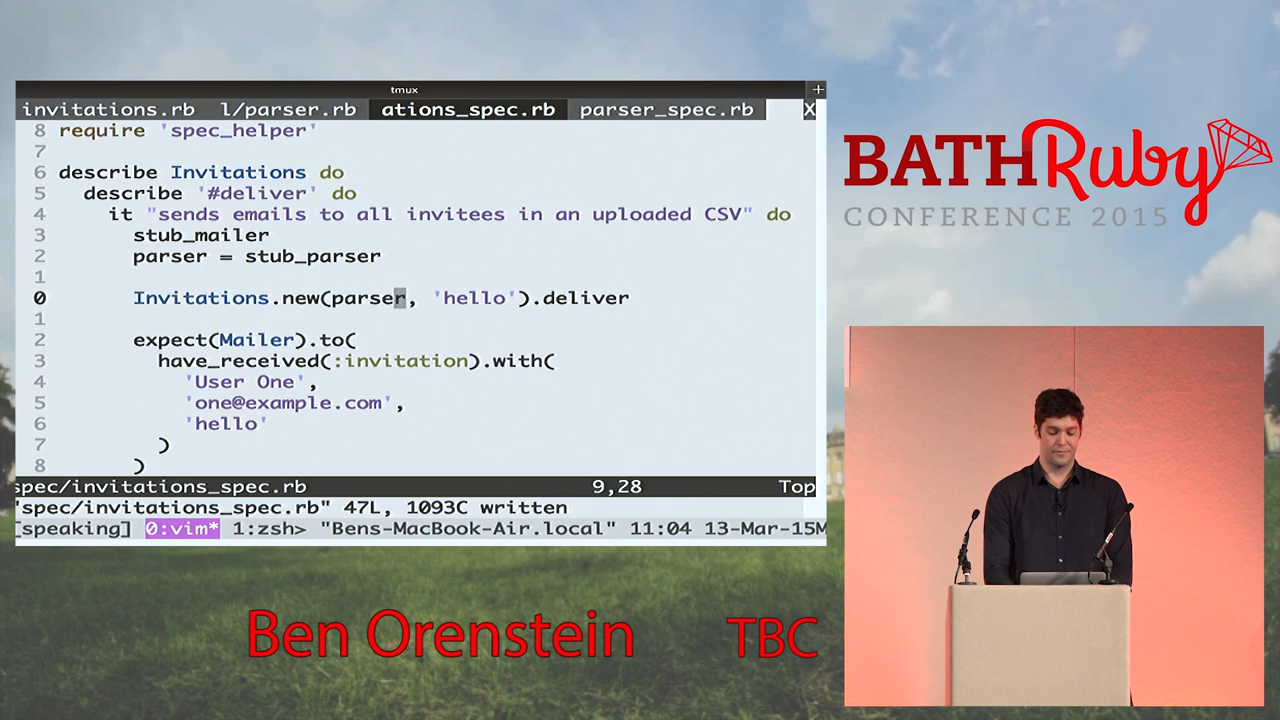 tmux
+
invitations.rb l/parser.rb ations_spec.rb parser_spec.rb X
8 require 'spec_helper'
7
6 describe Invitations do
5 describe '#deliver' do
4 it "sends emails to all invitees in an uploaded CSV" do
3 stub_mailer
2 parser = stub_parser
1
0 Invitations.new(parser, 'hello').deliver
1
2 expect(Mailer).to(
3 have_received(:invitation).with(
4 'User One',
5 'one@example.com',
6 'hello'
7 )
8 )
spec/invitations_spec.rb 9,28 Top
"spec/invitations_spec.rb" 47L, 1093C written
[speaking] 0:vim* 1:zsh> "Bens-MacBook-Air.local" 11:04 13-Mar-15M
BATHRuby
CONFERENCE 2015
Ben Orenstein TBC